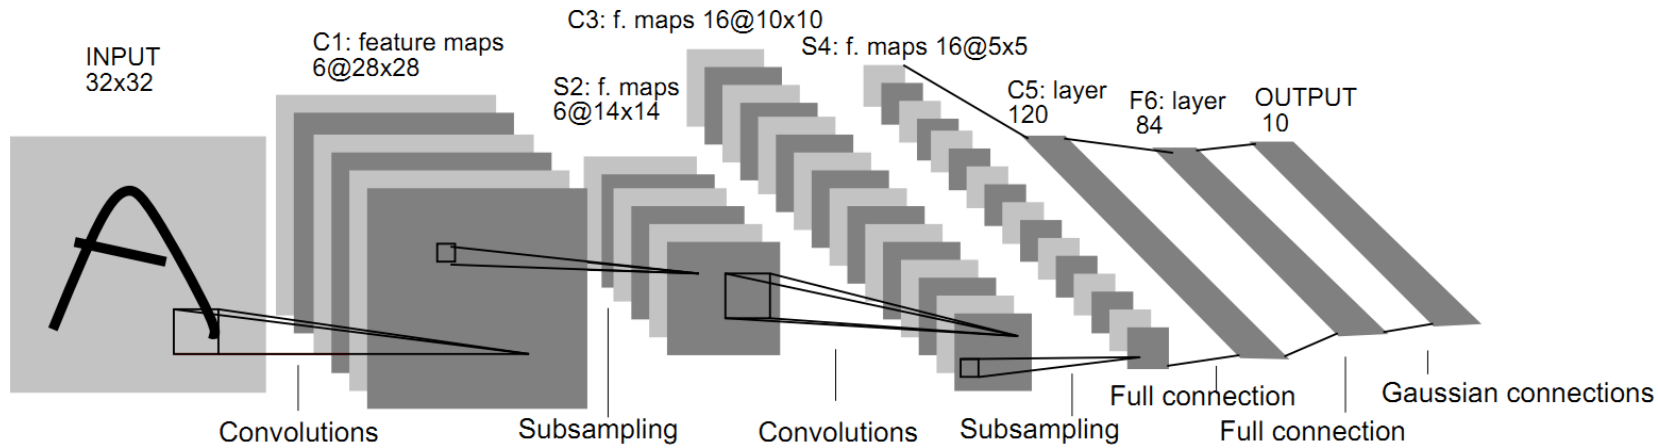 INPUT
32x32
C1: feature maps
6@28x28
S2: f. maps
6@14x14
C3: f. maps 16@10x10
S4: f. maps 16@5x5
C5: layer
120
F6: layer
84
OUTPUT
10
Convolutions
Subsampling
Convolutions
Subsampling
Full connection
Full connection
Gaussian connections